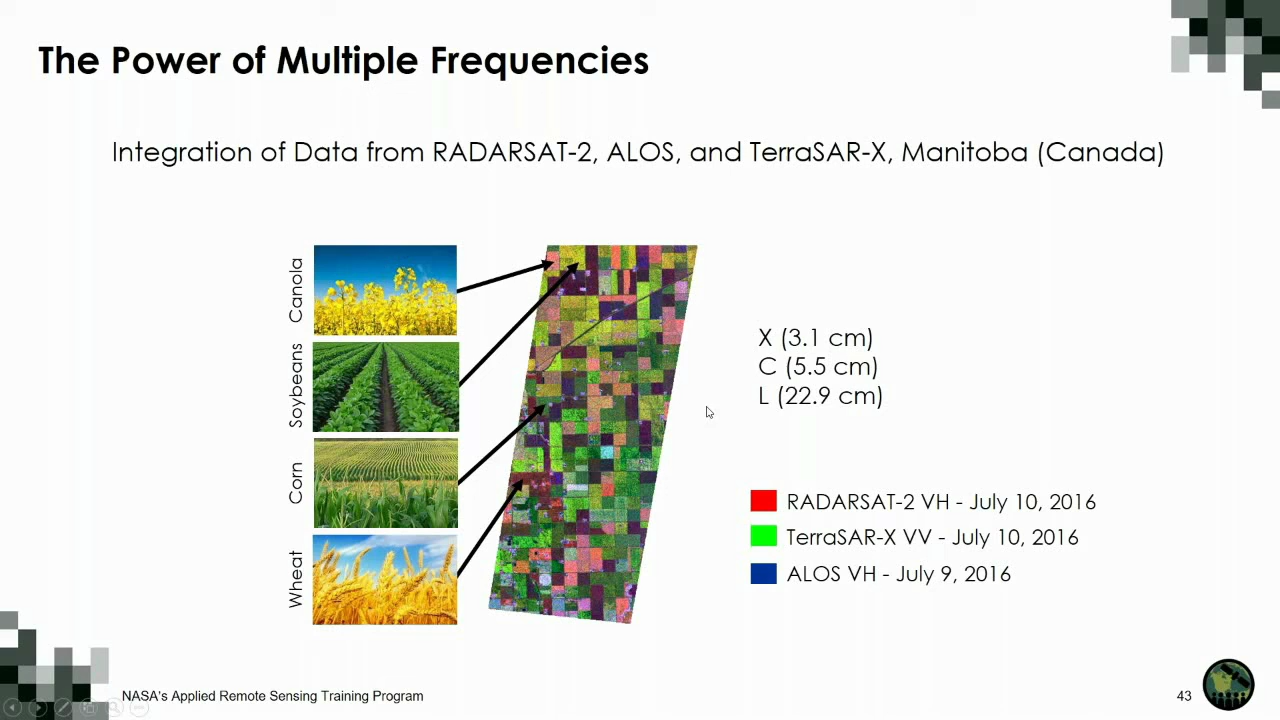 The Power of Multiple Frequencies
Integration of Data from RADARSAT-2, ALOS, and TerraSAR-X, Manitoba (Canada)
Canola
Soybeans
Corn
Wheat
X (3.1 cm)
C (5.5 cm)
L (22.9 cm)
RADARSAT-2 VH - July 10, 2016
TerraSAR-X VV - July 10, 2016
ALOS VH - July 9, 2016
NASA's Applied Remote Sensing Training Program
43